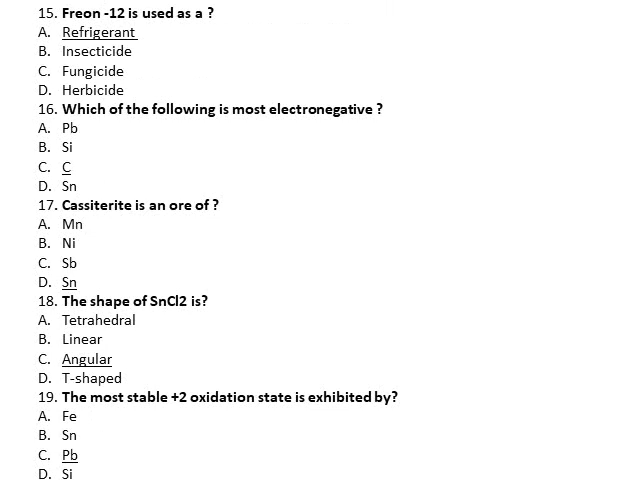 15. Freon -12 is used as a ?
A. Refrigerant
B. Insecticide
C. Fungicide
D. Herbicide
16. Which of the following is most electronegative ?
A. Pb
B. Si
C. C
D. Sn
17. Cassiterite is an ore of ?
A. Mn
B. Ni
C. Sb
D. Sn
18. The shape of SnCl2 is?
A. Tetrahedral
B. Linear
C. Angular
D. T-shaped
19. The most stable +2 oxidation state is exhibited by?
A. Fe
B. Sn
C. Pb
D. Si